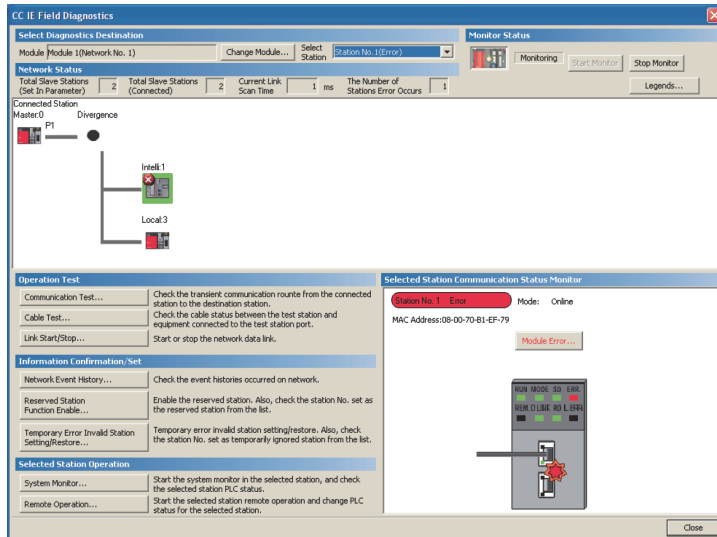 CC IE Field Diagnostics
Select Diagnostics Destination
Module Module 1(Network No. 1)
Change Module...
Select
Station
Station No.1(Error)
Monitor Status
Monitoring
Start Monitor
Stop Monitor
Legends...
Network Status
Total Slave Stations
(Set In Parameter)
2
Total Slave Stations
(Connected)
2
Current Link
Scan Time
1 ms
The Number of
Stations Error Occurs
1
Connected Station
Master:0 Divergence
P1
Intelli:1
Local:3
Operation Test
Communication Test...
Check the transient communication rounte from the connected
station to the destination station.
Cable Test...
Check the cable status between the test station and
equipment connected to the test station port.
Link Start/Stop...
Start or stop the network data link.
Information Confirmation/Set
Network Event History...
Check the event histories occurred on network.
Reserved Station
Function Enable...
Enable the reserved station. Also, check the station No. set as
the reserved station from the list.
Temporary Error Invalid Station
Setting/Restore...
Temporary error invalid station setting/restore. Also, check
the station No. set as temporarily ignored station from the list.
Selected Station Operation
System Monitor...
Start the system monitor in the selected station, and check
the selected station PLC status.
Remote Operation...
Start the selected station remote operation and change PLC
status for the selected station.
Selected Station Communication Status Monitor
Station No. 1 Error
Mode: Online
MAC Address:08-00-70-B1-EF-79
Module Error...
RUN MODE SD ERR.
REM. D LINK RD L ERR.
Close